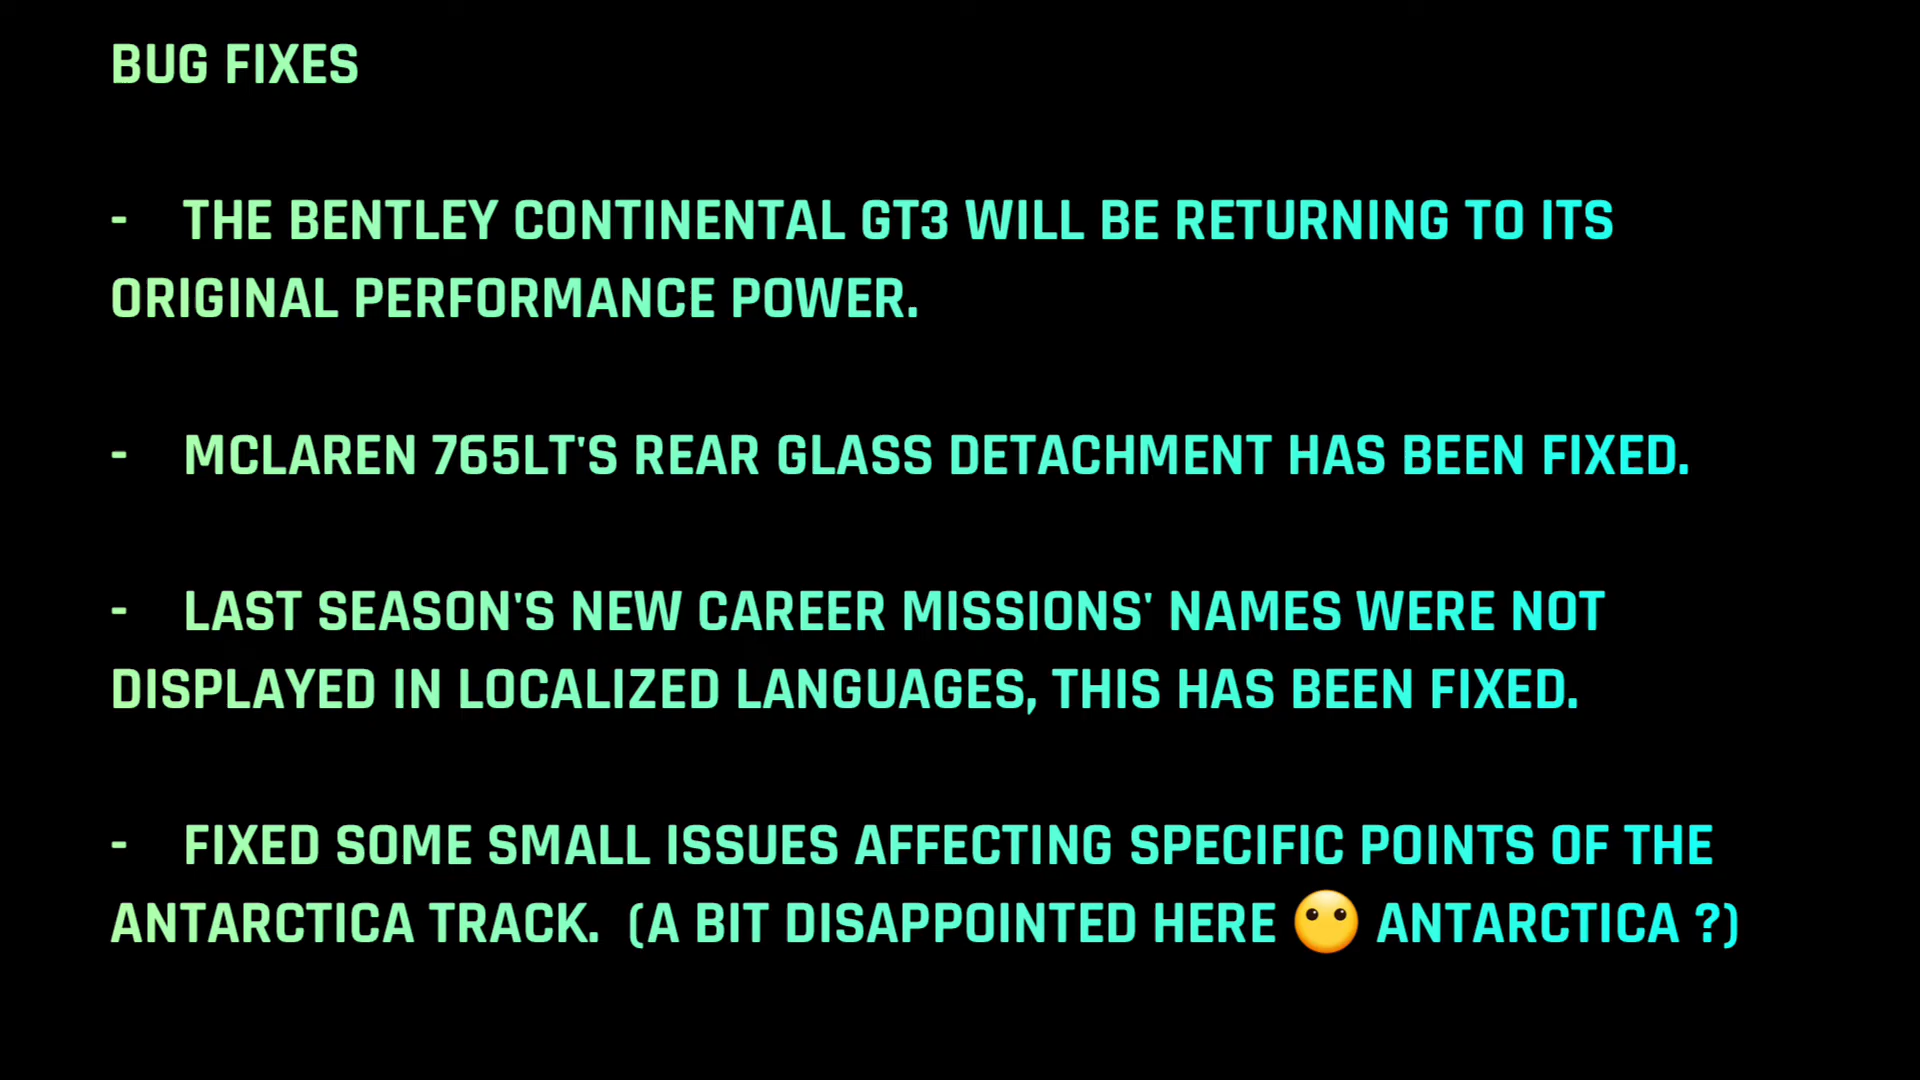 BUG FIXES
- THE BENTLEY CONTINENTAL GT3 WILL BE RETURNING TO ITS
ORIGINAL PERFORMANCE POWER.
- MCLAREN 765LT'S REAR GLASS DETACHMENT HAS BEEN FIXED.
- LAST SEASON'S NEW CAREER MISSIONS' NAMES WERE NOT
DISPLAYED IN LOCALIZED LANGUAGES, THIS HAS BEEN FIXED.
- FIXED SOME SMALL ISSUES AFFECTING SPECIFIC POINTS OF THE
ANTARCTICA TRACK. (A BIT DISAPPOINTED HERE 😶 ANTARCTICA ?)